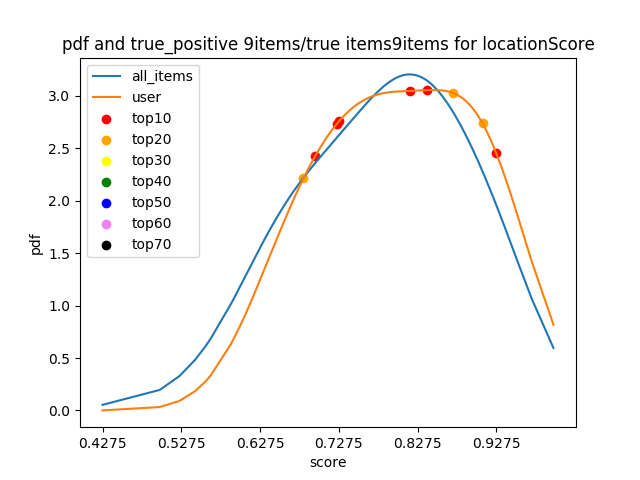 pdf and true_positive 9items/true items9items for locationScore
all_items
user
top10
top20
top30
top40
top50
top60
top70
3.0
2.5
2.0
1.5
1.0
0.5
0.0
pdf
0.4275 0.5275 0.6275 0.7275 0.8275 0.9275
score